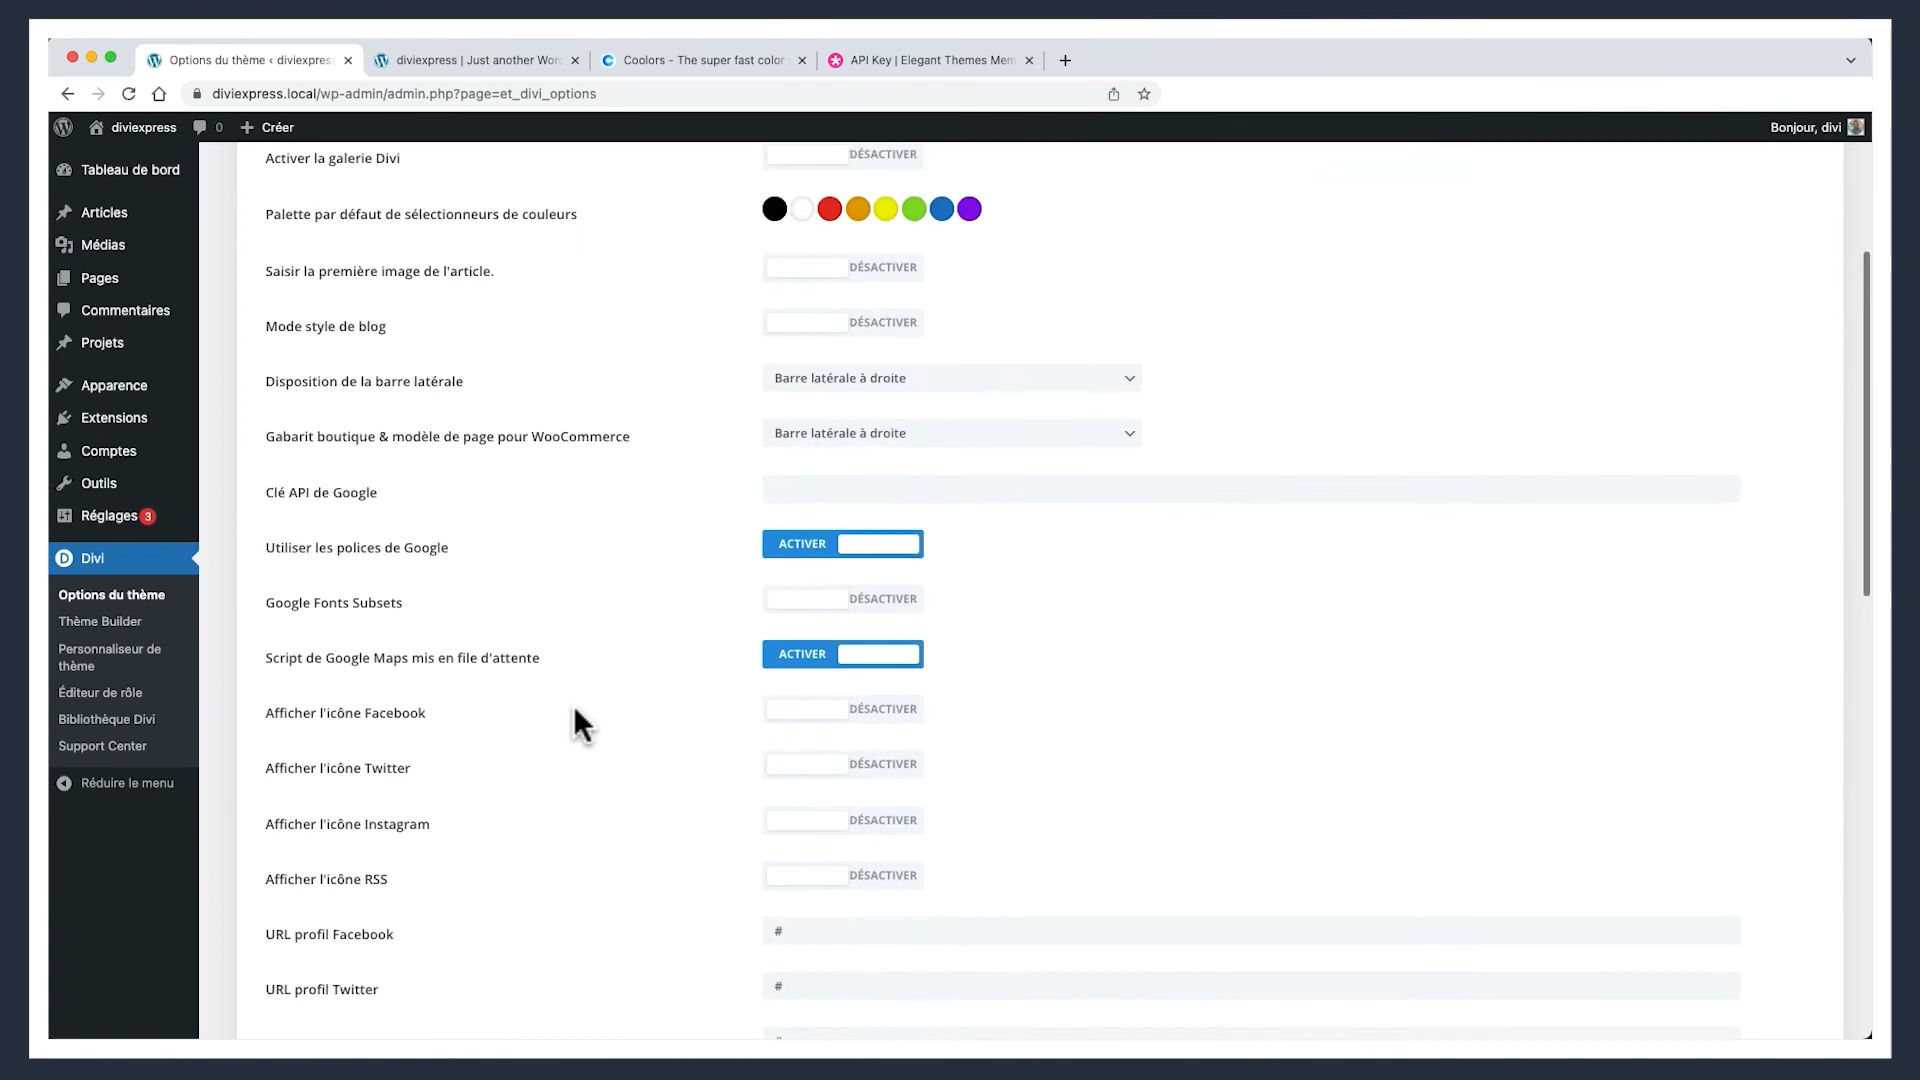 Options du thème ‹ diviexpres
diviexpress | Just another Wor
Coolors - The super fast color
API Key | Elegant Themes Mem
diviexpress.local/wp-admin/admin.php?page=et_divi_options
diviexpress
0
Créer
Bonjour, divi
Tableau de bord
Articles
Médias
Pages
Commentaires
Projets
Apparence
Extensions
Comptes
Outils
Réglages 3
Divi
Options du thème
Thème Builder
Personnaliseur de
thème
Éditeur de rôle
Bibliothèque Divi
Support Center
Réduire le menu
Activer la galerie Divi
DÉSACTIVER
Palette par défaut de sélectionneurs de couleurs
Saisir la première image de l'article.
DÉSACTIVER
Mode style de blog
DÉSACTIVER
Disposition de la barre latérale
Barre latérale à droite
Gabarit boutique & modèle de page pour WooCommerce
Barre latérale à droite
Clé API de Google
Utiliser les polices de Google
ACTIVER
Google Fonts Subsets
DÉSACTIVER
Script de Google Maps mis en file d'attente
ACTIVER
Afficher l'icône Facebook
DÉSACTIVER
Afficher l'icône Twitter
DÉSACTIVER
Afficher l'icône Instagram
DÉSACTIVER
Afficher l'icône RSS
DÉSACTIVER
URL profil Facebook
#
URL profil Twitter
#